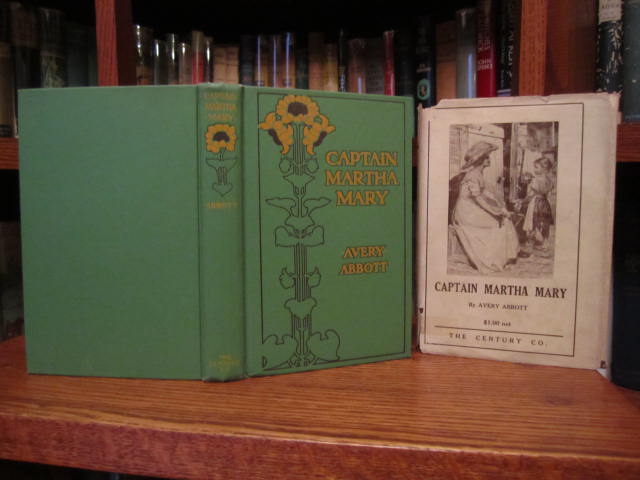 CAPTAIN
MARTHA
MARY
ABBOTT
THE
CAPTAIN
MARTHA
MARY
AVERY
ABBOTT
CAPTAIN MARTHA MARY
By AVERY ABBOTT
$1.00 net
THE CENTURY CO.